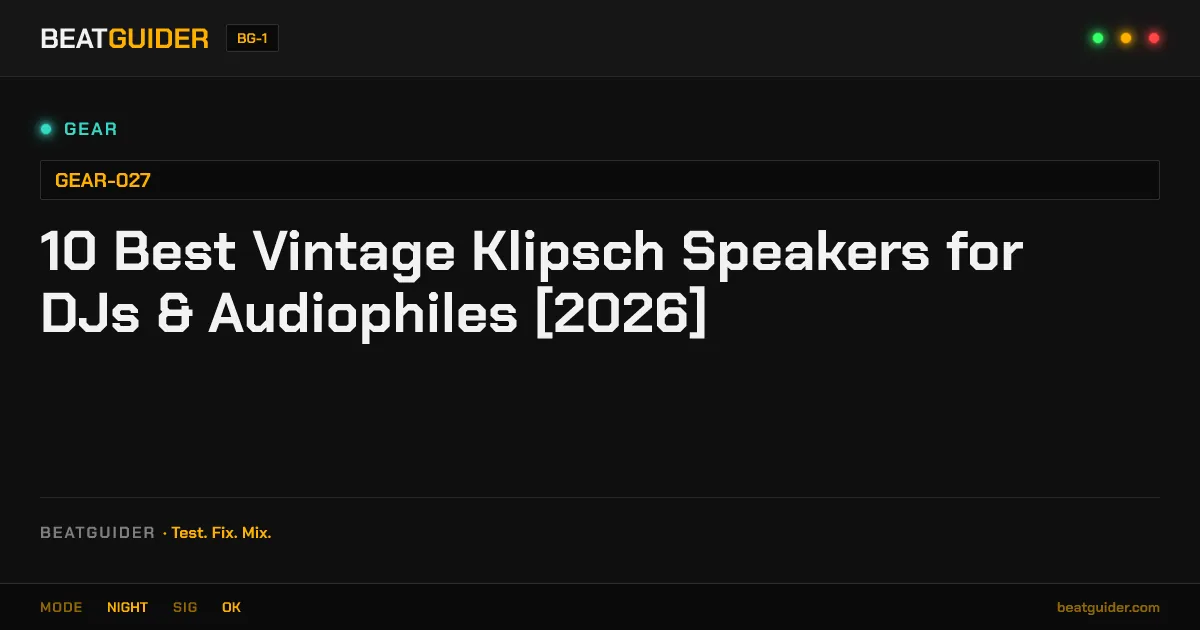 BEATGUIDER BG-1
GEAR
GEAR-027
10 Best Vintage Klipsch Speakers for
DJs & Audiophiles [2026]
BEATGUIDER · Test. Fix. Mix.
MODE NIGHT SIG OK beatguider.com